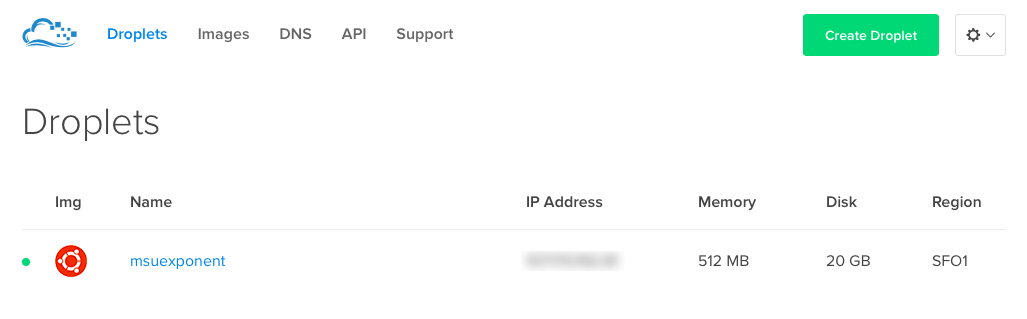 Droplets Images DNS API Support Create Droplet
Droplets
Img Name IP Address Memory Disk Region
msuexponent 512 MB 20 GB SFO1